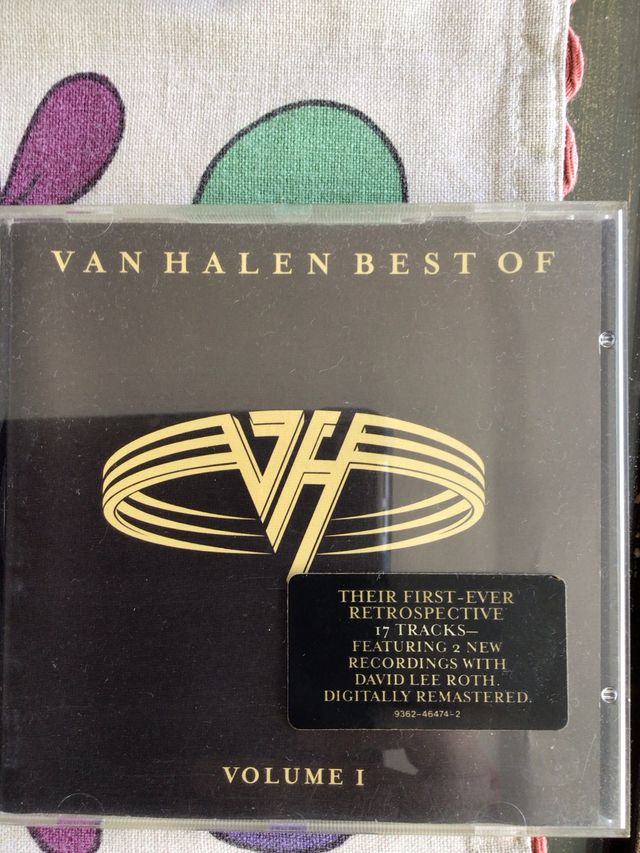 VAN HALEN BEST OF
VH
THEIR FIRST-EVER
RETROSPECTIVE
17 TRACKS—
FEATURING 2 NEW
RECORDINGS WITH
DAVID LEE ROTH.
DIGITALLY REMASTERED.
9362-46474-2
VOLUME I